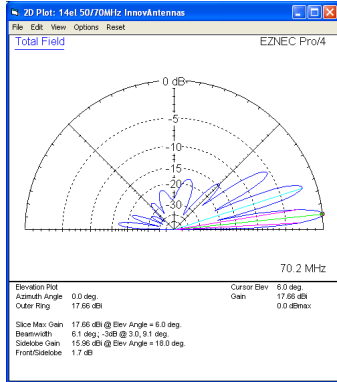 2D Plot: 14el 50/70MHz InnovAntennas
File Edit View Options Reset
Total Field
EZNEC Pro/4
0 dB
-5
-10
-15
-20
-30
70.2 MHz
Elevation Plot
Azimuth Angle 0.0 deg.
Outer Ring 17.66 dBi
Cursor Elev 6.0 deg.
Gain 17.66 dBi
0.0 dBmax
Slice Max Gain 17.66 dBi @ Elev Angle = 6.0 deg.
Beamwidth 6.1 deg.; -3dB @ 3.0, 9.1 deg.
Sidelobe Gain 15.96 dBi @ Elev Angle = 18.0 deg.
Front/Sidelobe 1.7 dB